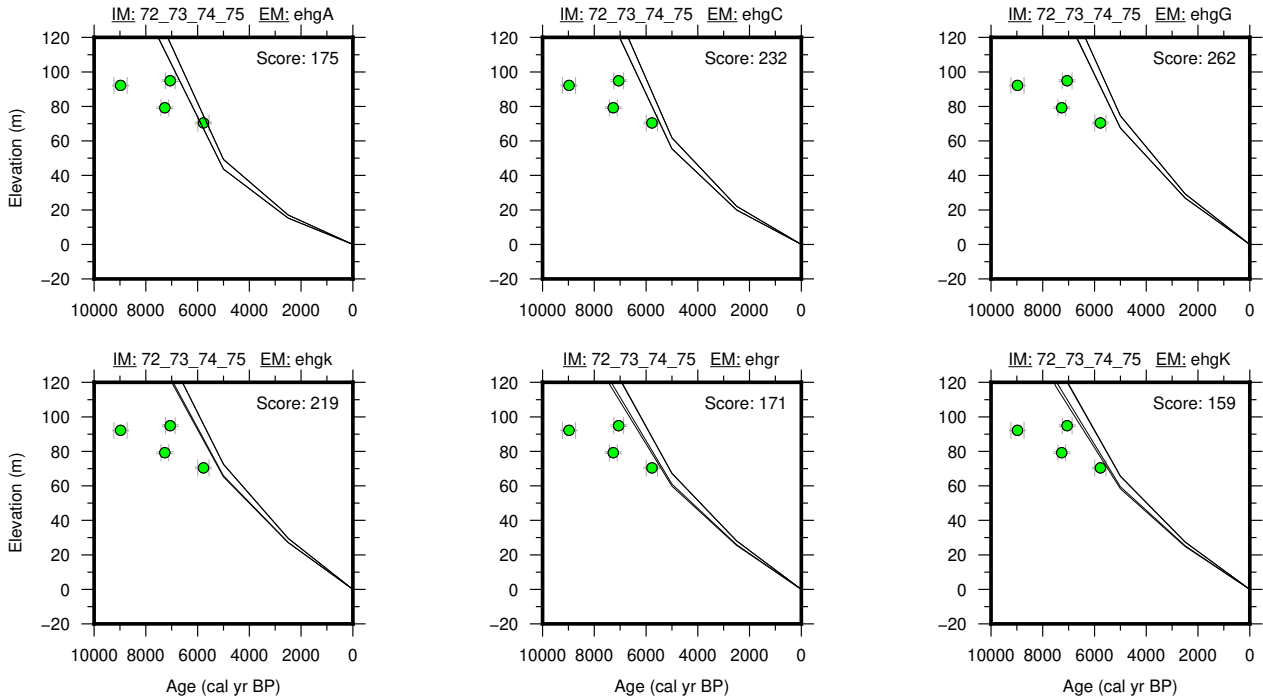 IM: 72_73_74_75 EM: ehgA
IM: 72_73_74_75 EM: ehgC
IM: 72_73_74_75 EM: ehgG
120
100
80
60
40
20
0
−20
Elevation (m)
Score: 175
10000 8000 6000 4000 2000 0
120
100
80
60
40
20
0
−20
Score: 232
10000 8000 6000 4000 2000 0
120
100
80
60
40
20
0
−20
Score: 262
10000 8000 6000 4000 2000 0
IM: 72_73_74_75 EM: ehgk
IM: 72_73_74_75 EM: ehgr
IM: 72_73_74_75 EM: ehgK
120
100
80
60
40
20
0
−20
Elevation (m)
Score: 219
10000 8000 6000 4000 2000 0
Age (cal yr BP)
120
100
80
60
40
20
0
−20
Score: 171
10000 8000 6000 4000 2000 0
Age (cal yr BP)
120
100
80
60
40
20
0
−20
Score: 159
10000 8000 6000 4000 2000 0
Age (cal yr BP)